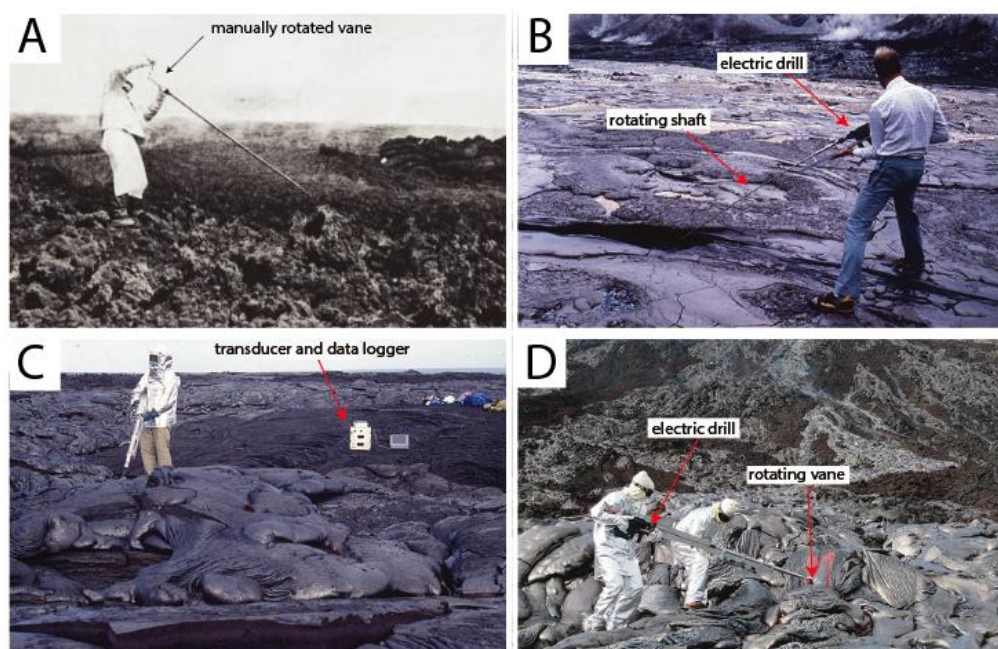 A
manually rotated vane
B
electric drill
rotating shaft
C
transducer and data logger
D
electric drill
rotating vane